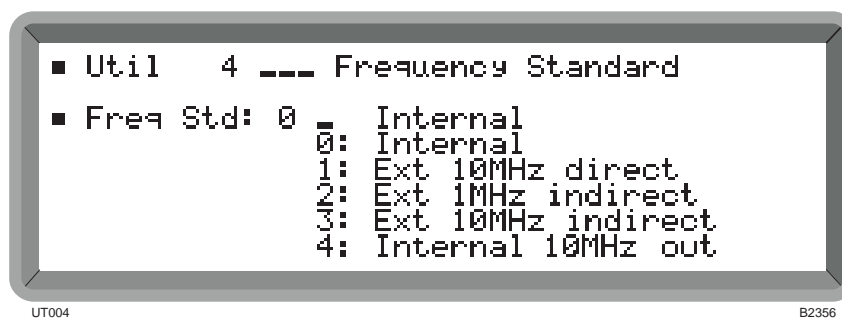 ■ Util 4 ___ Frequency Standard
■ Freq Std: 0 _ Internal
0: Internal
1: Ext 10MHz direct
2: Ext 1MHz indirect
3: Ext 10MHz indirect
4: Internal 10MHz out
UT004 B2356